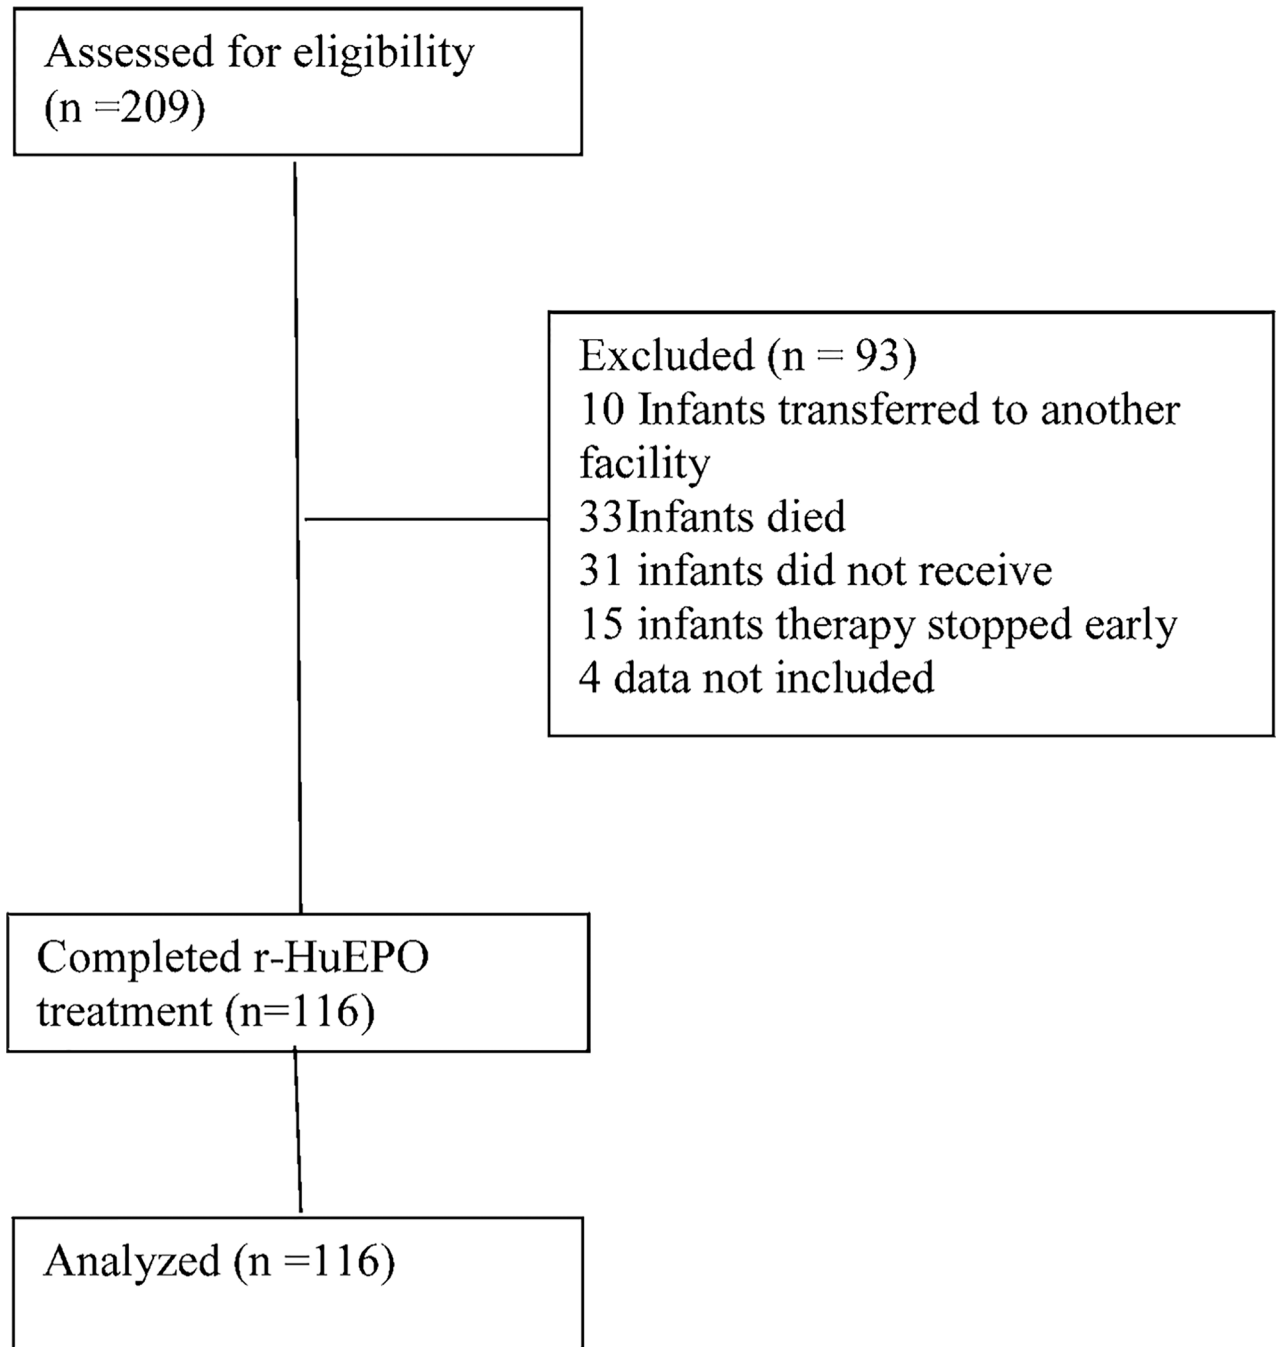 Assessed for eligibility
(n =209)
Excluded (n = 93)
10 Infants transferred to another
facility
33Infants died
31 infants did not receive
15 infants therapy stopped early
4 data not included
Completed r-HuEPO
treatment (n=116)
Analyzed (n =116)